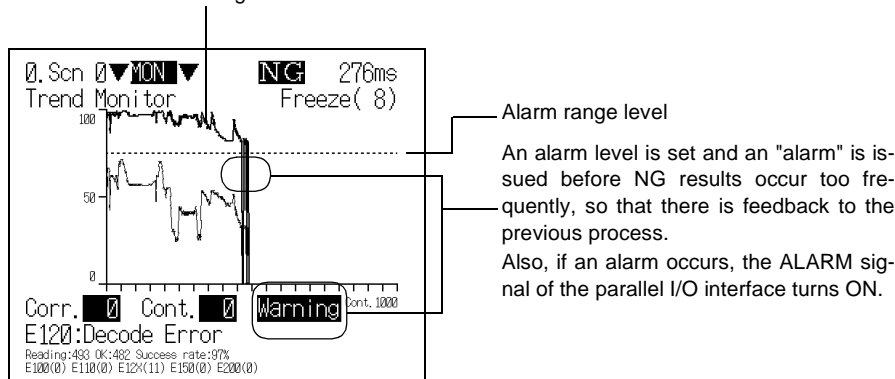 0.Scn 0▼MON ▼ NG 276ms
Trend Monitor Freeze( 8)
100
50
0
Cont. 1000
Corr. 0 Cont. 0 Warning
E120:Decode Error
Reading:493 OK:482 Success rate:97%
E100(0) E110(0) E12X(11) E150(0) E200(0)
Alarm range level
An alarm level is set and an "alarm" is is-
sued before NG results occur too fre-
quently, so that there is feedback to the
previous process.
Also, if an alarm occurs, the ALARM sig-
nal of the parallel I/O interface turns ON.